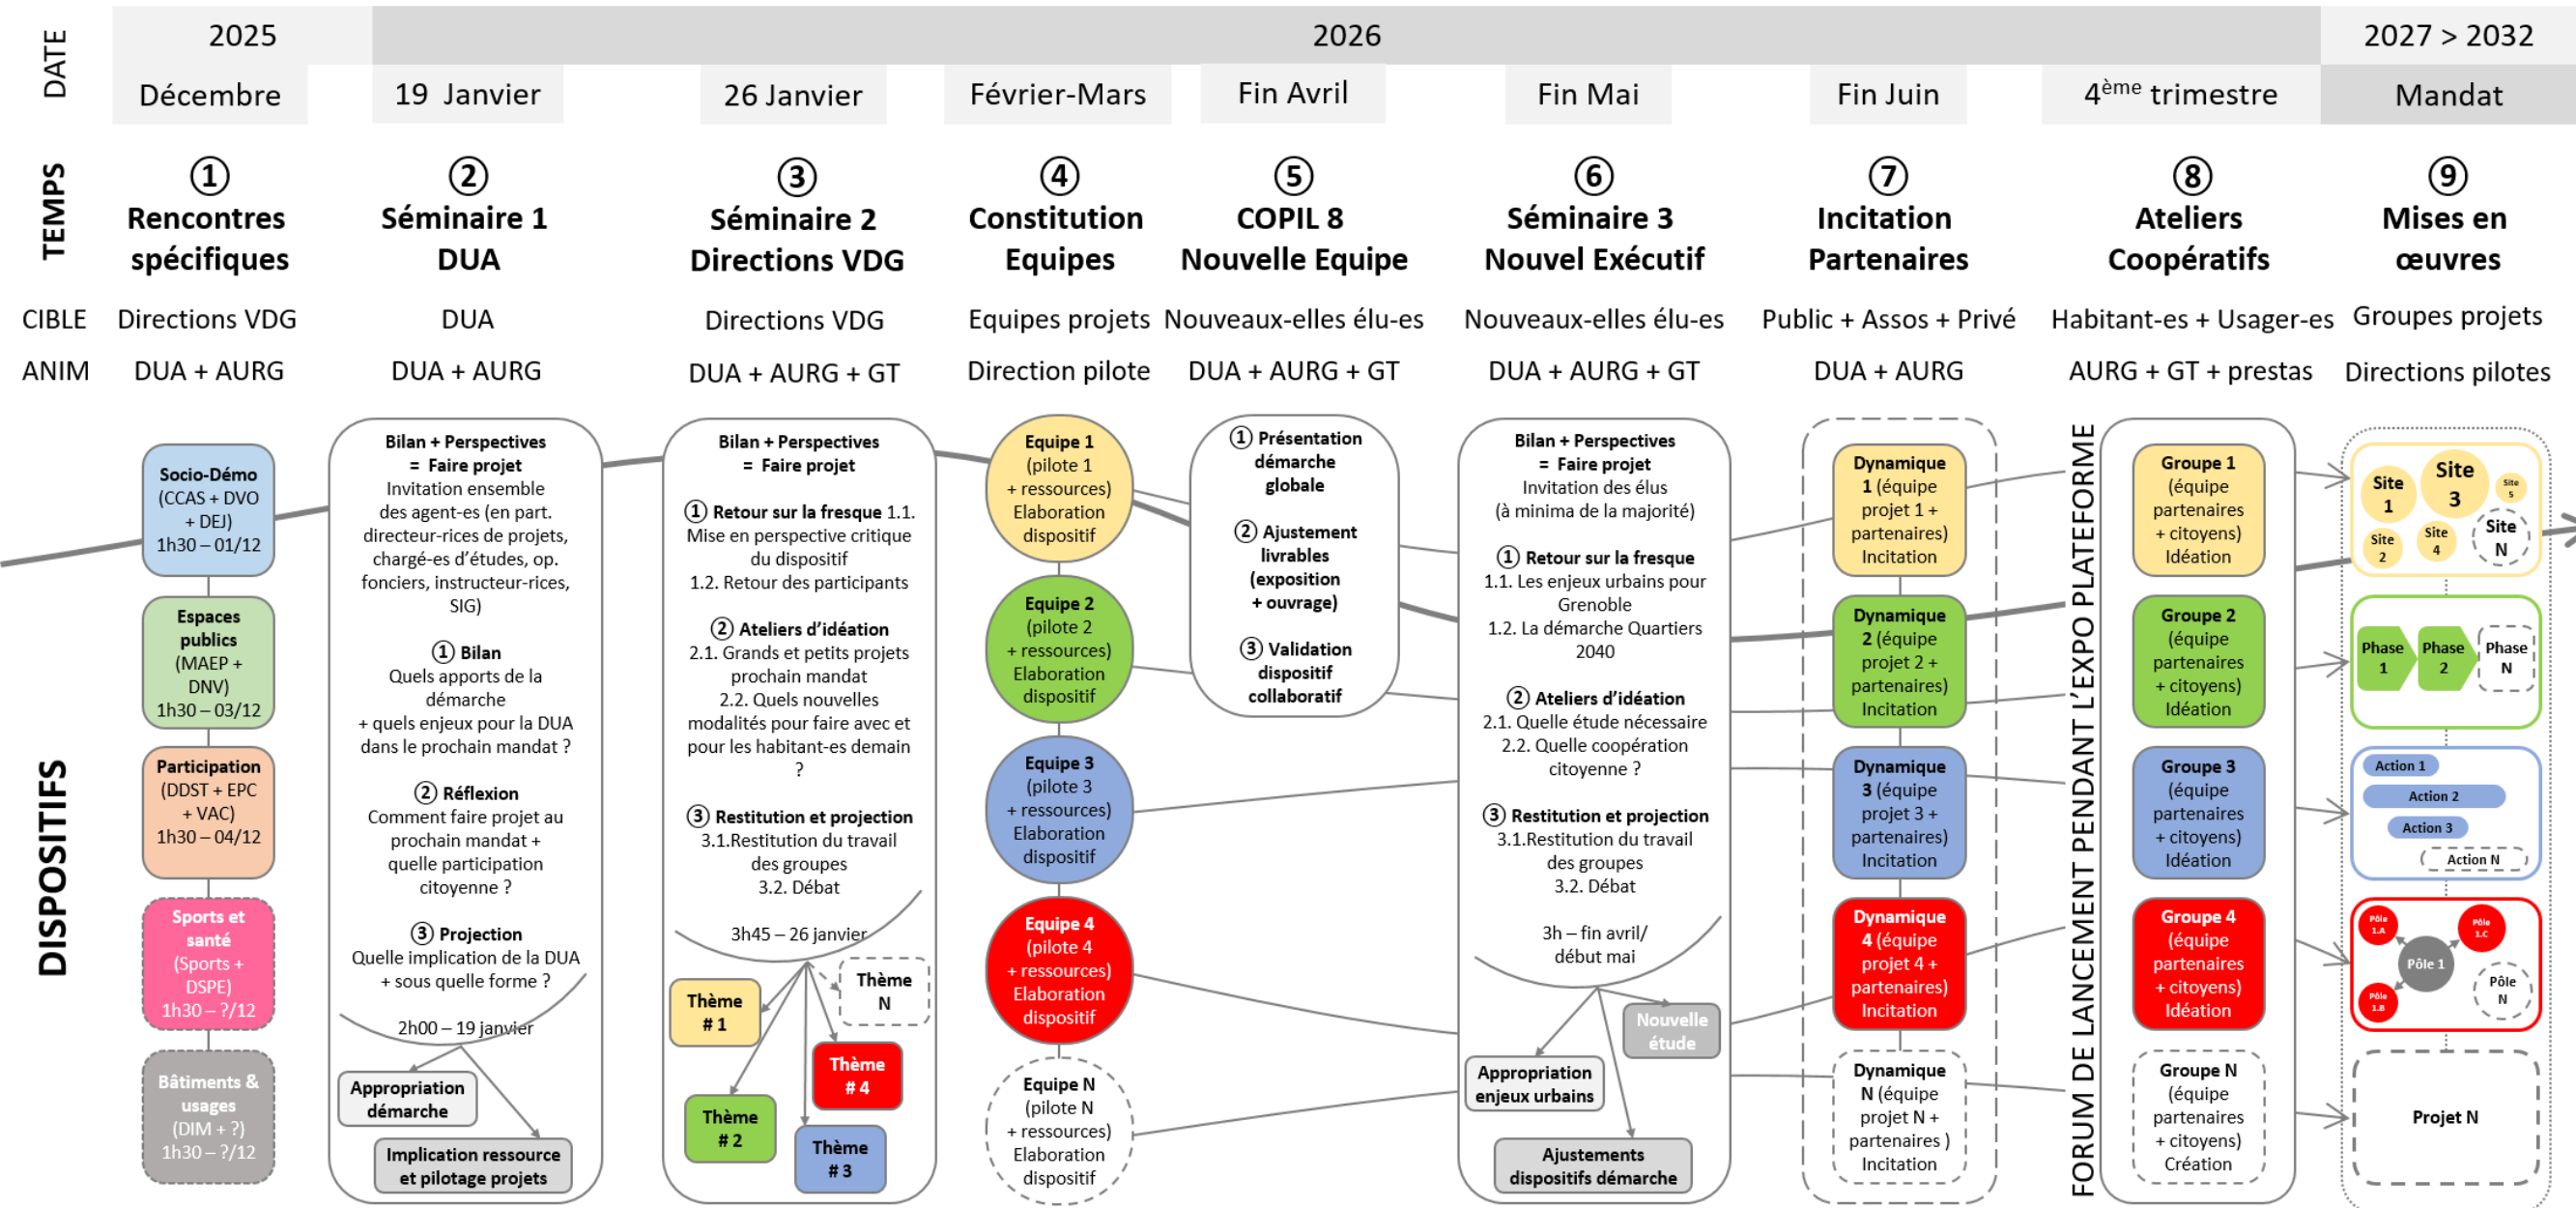 DATE
2025
2026
2027 > 2032
Décembre
19 Janvier
26 Janvier
Février-Mars
Fin Avril
Fin Mai
Fin Juin
4ème trimestre
Mandat
TEMPS
①
Rencontres
spécifiques
②
Séminaire 1
DUA
③
Séminaire 2
Directions VDG
④
Constitution
Equipes
⑤
COPIL 8
Nouvelle Equipe
⑥
Séminaire 3
Nouvel Exécutif
⑦
Incitation
Partenaires
⑧
Ateliers
Coopératifs
⑨
Mises en
œuvres
CIBLE
Directions VDG
DUA
Directions VDG
Equipes projets
Nouveaux-elles élu-es
Nouveaux-elles élu-es
Public + Assos + Privé
Habitant-es + Usager-es
Groupes projets
ANIM
DUA + AURG
DUA + AURG
DUA + AURG + GT
Direction pilote
DUA + AURG + GT
DUA + AURG + GT
DUA + AURG
AURG + GT + prestas
Directions pilotes
DISPOSITIFS
Socio-Démo
(CCAS + DVO
+ DEJ)
1h30 – 01/12
Espaces
publics
(MAEP +
DNV)
1h30 – 03/12
Participation
(DDST + EPC
+ VAC)
1h30 – 04/12
Sports et
santé
(Sports +
DSPE)
1h30 – ?/12
Bâtiments &
usages
(DIM + ?)
1h30 – ?/12
Bilan + Perspectives
= Faire projet
Invitation ensemble
des agent-es (en part.
directeur-rices de projets,
chargé-es d'études, op.
fonciers, instructeur-rices,
SIG)
① Bilan
Quels apports de la
démarche
+ quels enjeux pour la DUA
dans le prochain mandat ?
② Réflexion
Comment faire projet au
prochain mandat +
quelle participation
citoyenne ?
③ Projection
Quelle implication de la DUA
+ sous quelle forme ?
2h00 – 19 janvier
Appropriation
démarche
Implication ressource
et pilotage projets
Bilan + Perspectives
= Faire projet
① Retour sur la fresque 1.1.
Mise en perspective critique
du dispositif
1.2. Retour des participants
② Ateliers d'idéation
2.1. Grands et petits projets
prochain mandat
2.2. Quels nouvelles
modalités pour faire avec et
pour les habitant-es demain
?
③ Restitution et projection
3.1.Restitution du travail
des groupes
3.2. Débat
3h45 – 26 janvier
Thème
# 1
Thème
N
Thème
# 4
Thème
# 2
Thème
# 3
Equipe 1
(pilote 1
+ ressources)
Elaboration
dispositif
Equipe 2
(pilote 2
+ ressources)
Elaboration
dispositif
Equipe 3
(pilote 3
+ ressources)
Elaboration
dispositif
Equipe 4
(pilote 4
+ ressources)
Elaboration
dispositif
Equipe N
(pilote N
+ ressources)
Elaboration
dispositif
① Présentation
démarche
globale
② Ajustement
livrables
(exposition
+ ouvrage)
③ Validation
dispositif
collaboratif
Bilan + Perspectives
= Faire projet
Invitation des élus
(à minima de la majorité)
① Retour sur la fresque
1.1. Les enjeux urbains pour
Grenoble
1.2. La démarche Quartiers
2040
② Ateliers d'idéation
2.1. Quelle étude nécessaire
2.2. Quelle coopération
citoyenne ?
③ Restitution et projection
3.1.Restitution du travail
des groupes
3.2. Débat
3h – fin avril/
début mai
Nouvelle
étude
Appropriation
enjeux urbains
Ajustements
dispositifs démarche
Dynamique
1 (équipe
projet 1 +
partenaires)
Incitation
Dynamique
2 (équipe
projet 2 +
partenaires)
Incitation
Dynamique
3 (équipe
projet 3 +
partenaires)
Incitation
Dynamique
4 (équipe
projet 4 +
partenaires)
Incitation
Dynamique
N (équipe
projet N +
partenaires )
Incitation
FORUM DE LANCEMENT PENDANT L'EXPO PLATEFORME
Groupe 1
(équipe
partenaires
+ citoyens)
Idéation
Groupe 2
(équipe
partenaires
+ citoyens)
Idéation
Groupe 3
(équipe
partenaires
+ citoyens)
Idéation
Groupe 4
(équipe
partenaires
+ citoyens)
Idéation
Groupe N
(équipe
partenaires
+ citoyens)
Création
Site
1
Site
3
Site
5
Site
2
Site
4
Site
N
Phase
1
Phase
2
Phase
N
Action 1
Action 2
Action 3
Action N
Pôle
1.A
Pôle
1.C
Pôle 1
Pôle
1.B
Pôle
N
Projet N